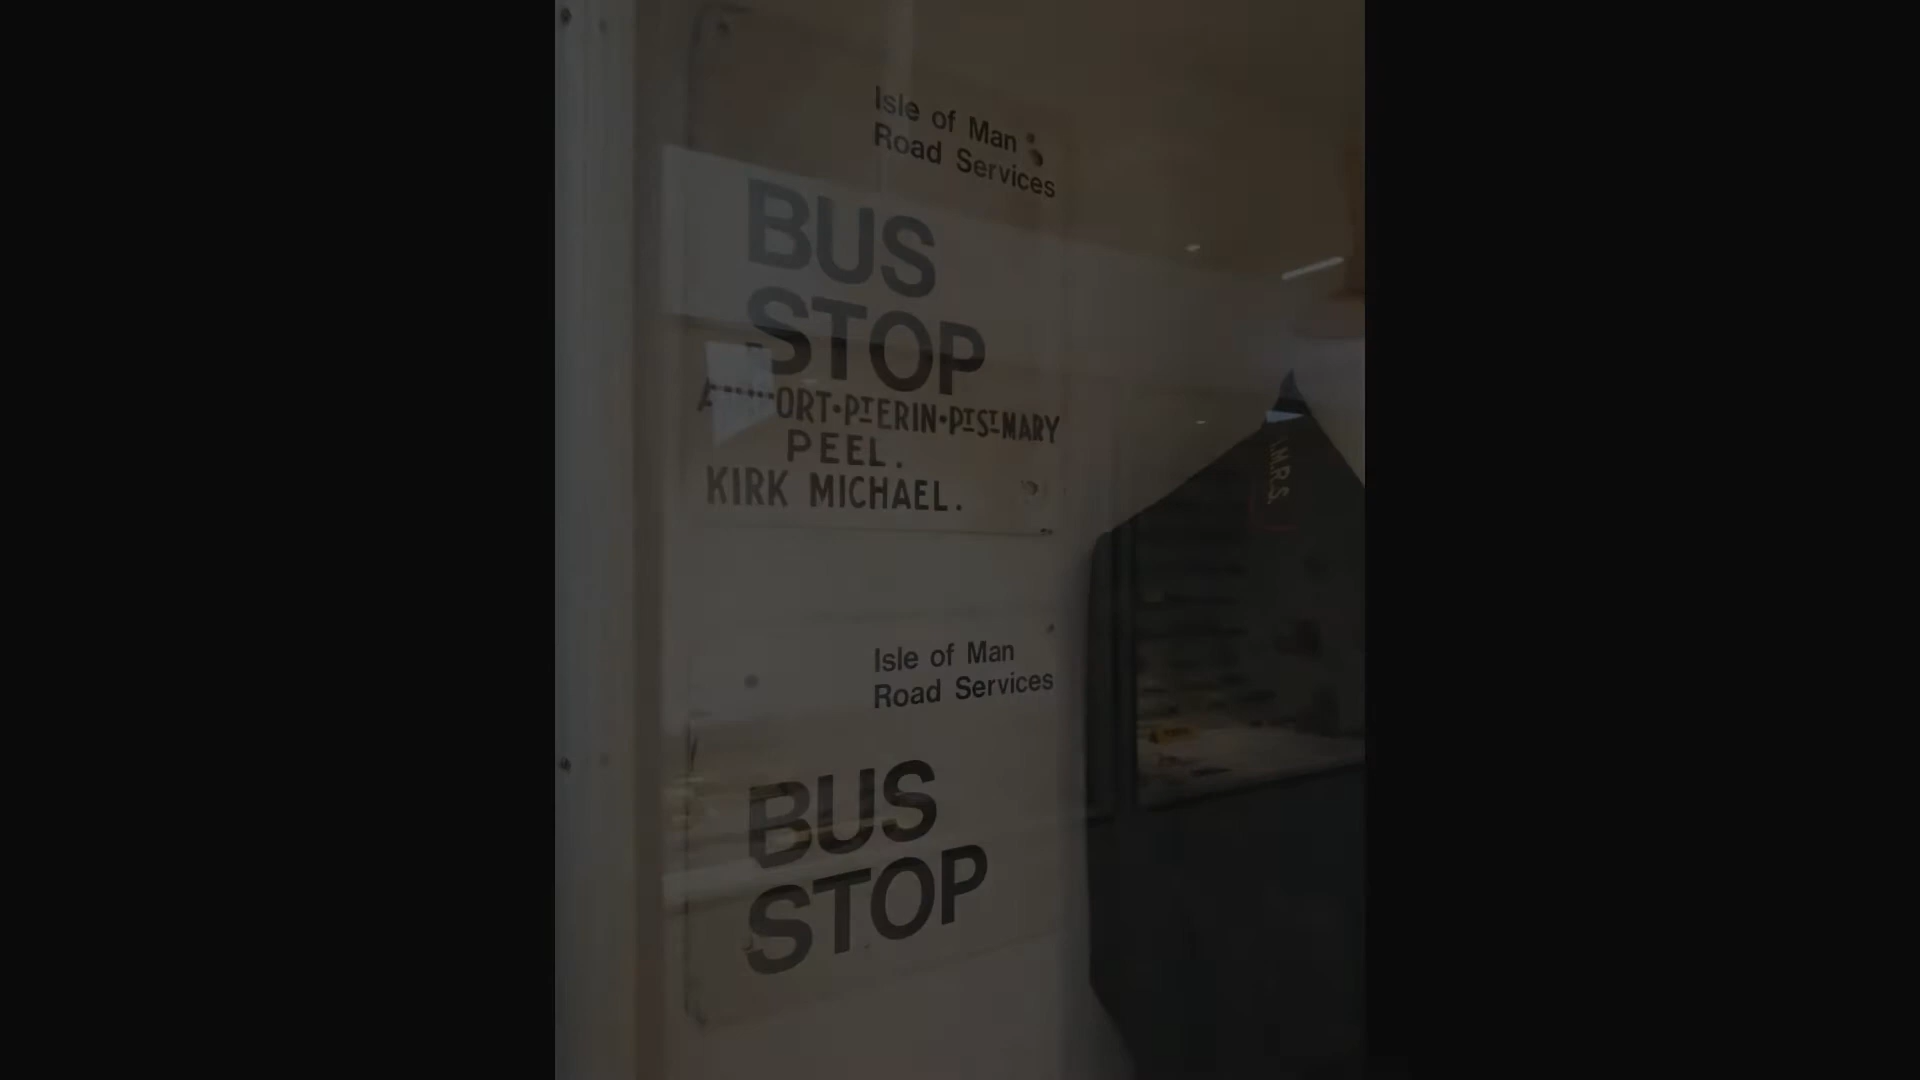 Isle of Man
Road Services
BUS
STOP
PT ERIN·PT ST MARY
PEEL.
KIRK MICHAEL.
Isle of Man
Road Services
BUS
STOP